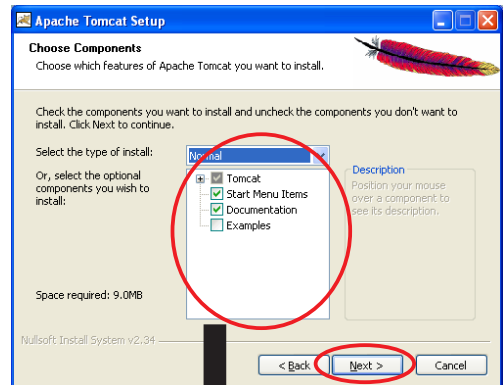 Apache Tomcat Setup
Choose Components
Choose which features of Apache Tomcat you want to install.
Check the components you want to install and uncheck the components you don't want to
install. Click Next to continue.
Select the type of install:
Normal
Or, select the optional
components you wish to
install:
Tomcat
Start Menu Items
Documentation
Examples
Description
Position your mouse
over a component to
see its description.
Space required: 9.0MB
Nullsoft Install System v2.34
< Back
Next >
Cancel